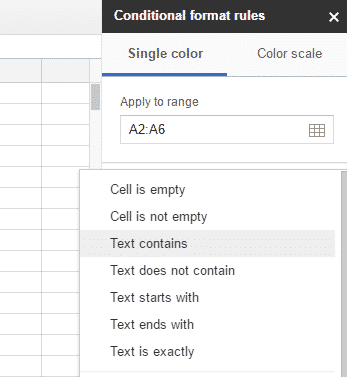 Conditional format rules ×
Single color Color scale
Apply to range
A2:A6
Cell is empty
Cell is not empty
Text contains
Text does not contain
Text starts with
Text ends with
Text is exactly